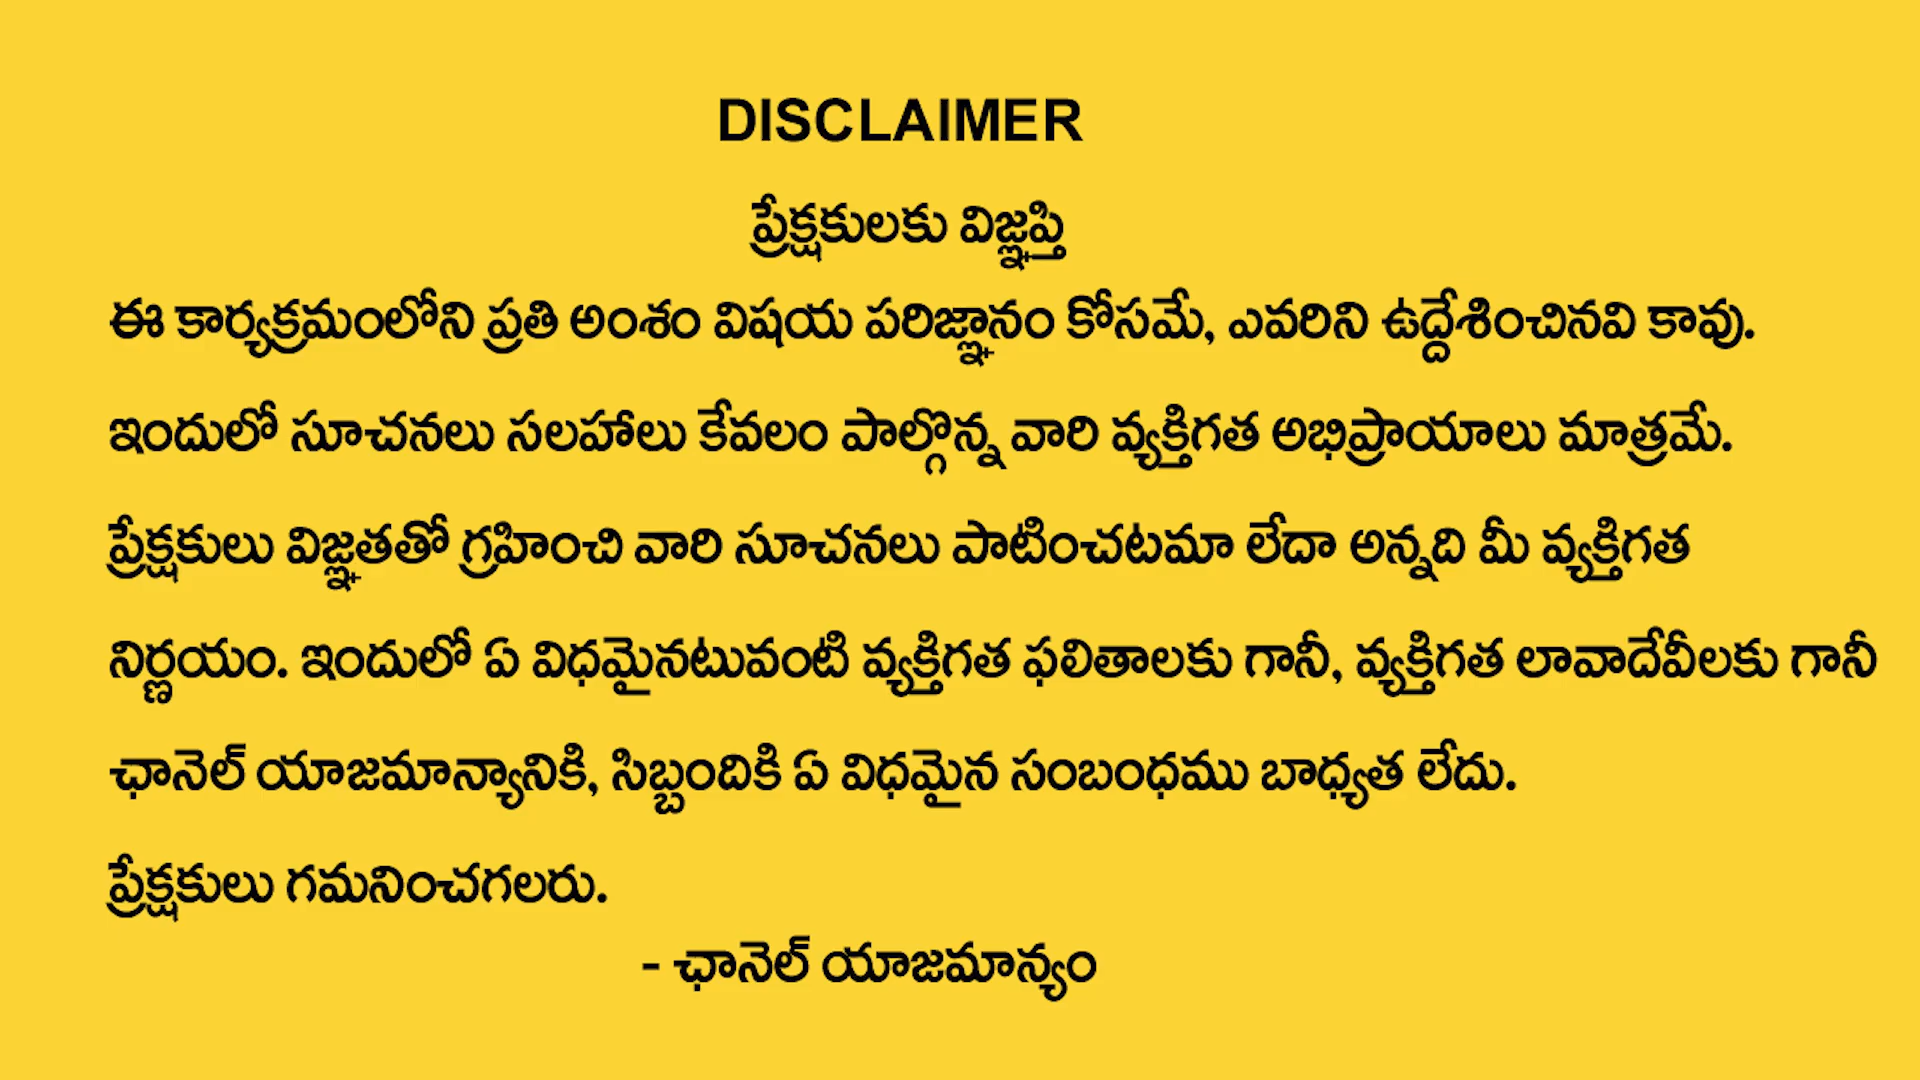 DISCLAIMER
ప్రేక్షకులకు విజ్ఞప్తి
ఈ కార్యక్రమంలోని ప్రతి అంశం విషయ పరిజ్ఞానం కోసమే, ఎవరిని ఉద్దేశించినవి కావు.
ఇందులో సూచనలు సలహాలు కేవలం పాల్గొన్న వారి వ్యక్తిగత అభిప్రాయాలు మాత్రమే.
ప్రేక్షకులు విజ్ఞతతో గ్రహించి వారి సూచనలు పాటించటమా లేదా అన్నది మీ వ్యక్తిగత
నిర్ణయం. ఇందులో ఏ విధమైనటువంటి వ్యక్తిగత ఫలితాలకు గానీ, వ్యక్తిగత లావాదేవీలకు గానీ
ఛానెల్ యాజమాన్యానికి, సిబ్బందికి ఏ విధమైన సంబంధము బాధ్యత లేదు.
ప్రేక్షకులు గమనించగలరు.
- ఛానెల్ యాజమాన్యం